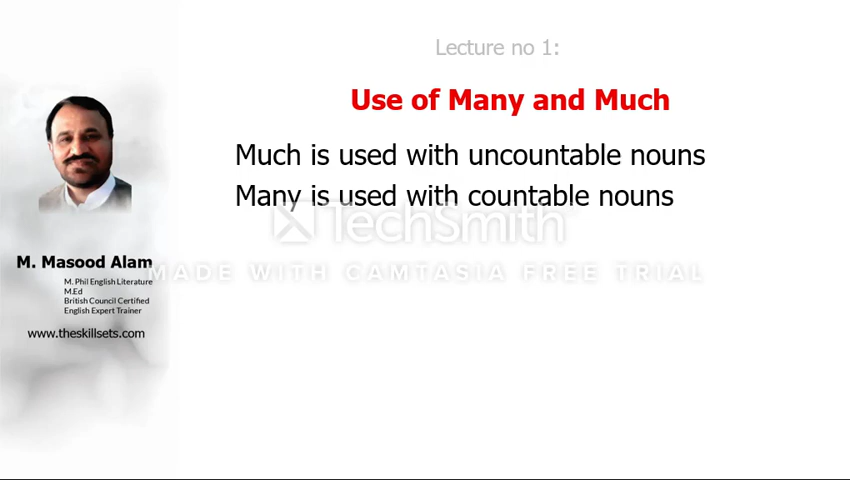 Lecture no 1:
Use of Many and Much
Much is used with uncountable nouns
Many is used with countable nouns
TechSmith
MADE WITH CAMTASIA FREE TRIAL
M. Masood Alam
M. Phil English Literature
M.Ed
British Council Certified
English Expert Trainer
www.theskillsets.com